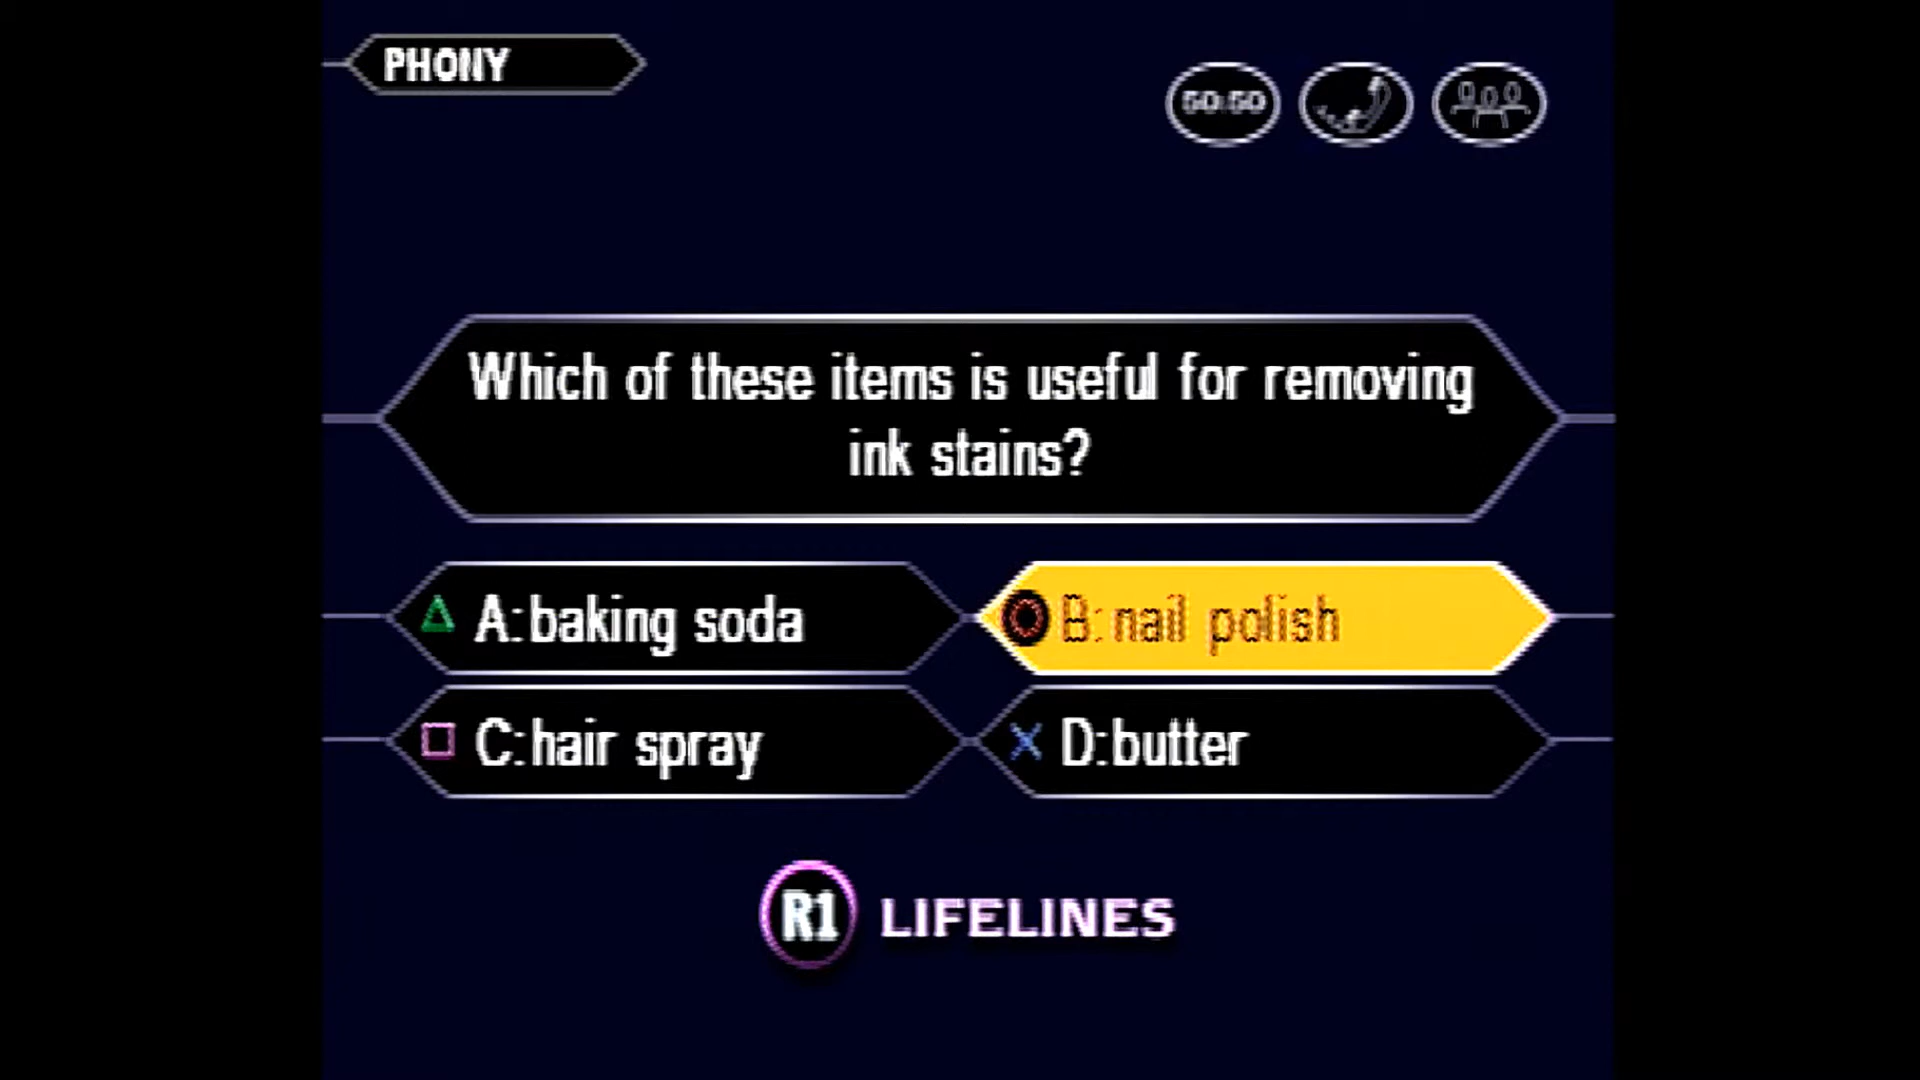 PHONY
50:50
Which of these items is useful for removing
ink stains?
A: baking soda
B: nail polish
C: hair spray
D: butter
R1 LIFELINES